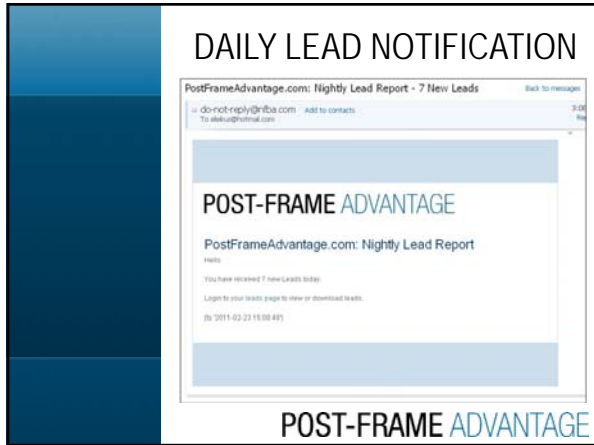 DAILY LEAD NOTIFICATION
PostFrameAdvantage.com: Nightly Lead Report - 7 New Leads Back to messages
do-not-reply@nfba.com Add to contacts 3:00
To
POST-FRAME ADVANTAGE
PostFrameAdvantage.com: Nightly Lead Report
Hello
You have received 7 new Leads today.
Login to your leads page to view or download leads.
{ts '2011-02-23 15:08:49'}
POST-FRAME ADVANTAGE